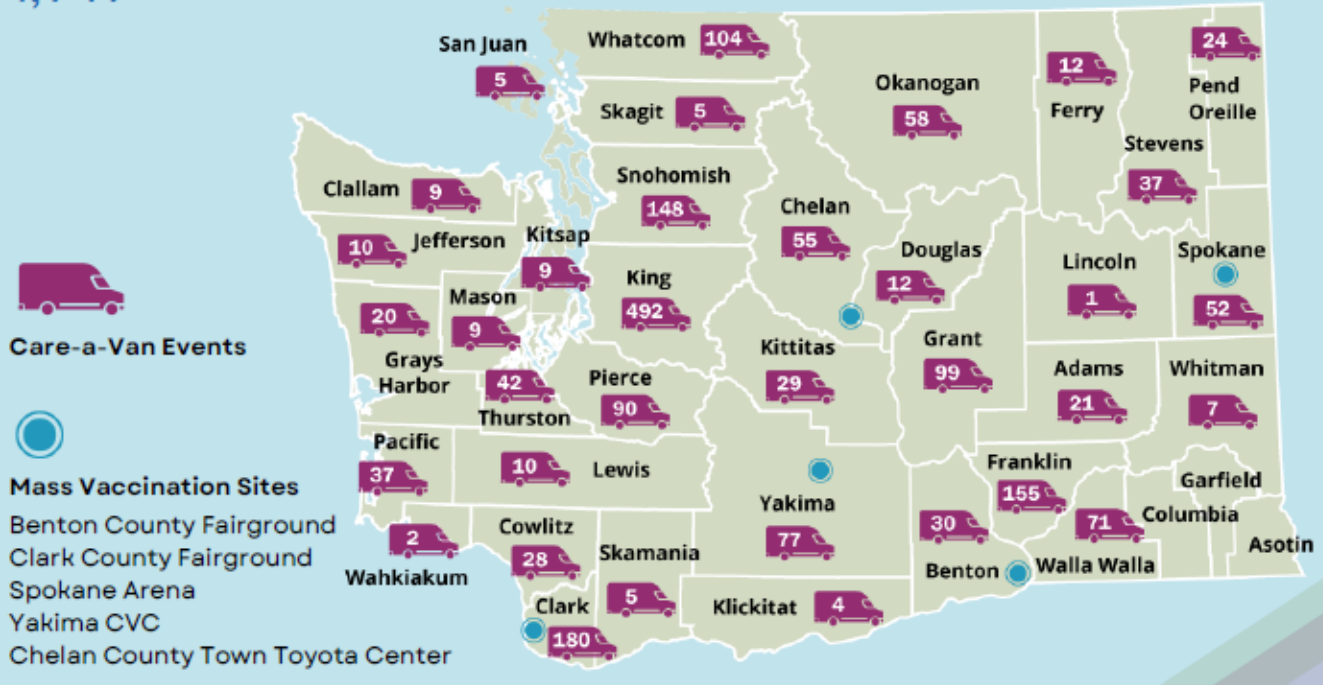 San Juan
5
Whatcom 104
Skagit 5
Okanogan
58
12
Ferry
24
Pend
Oreille
Stevens
37
Clallam 9
Snohomish
148
Chelan
55
10 Jefferson
Kitsap
9
Douglas
12
Spokane
52
Lincoln
1
King
492
Mason
9
20
Grays
Harbor
Kittitas
29
Grant
99
Adams
21
Whitman
7
42
Thurston
Pierce
90
Pacific
37
10 Lewis
Yakima
77
Franklin
155
Garfield
30
Benton
71
Walla Walla
Columbia
Asotin
2
Wahkiakum
Cowlitz
28
Skamania
5
Clark
180
Klickitat 4
Care-a-Van Events
Mass Vaccination Sites
Benton County Fairground
Clark County Fairground
Spokane Arena
Yakima CVC
Chelan County Town Toyota Center